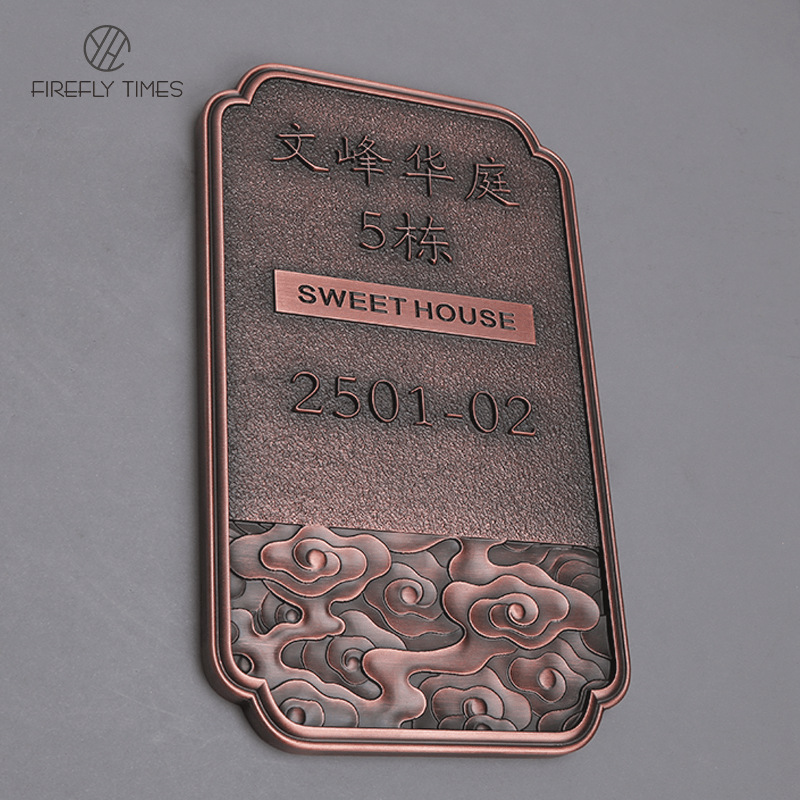 FIREFLY TIMES
文峰华庭
5栋
SWEET HOUSE
2501-02